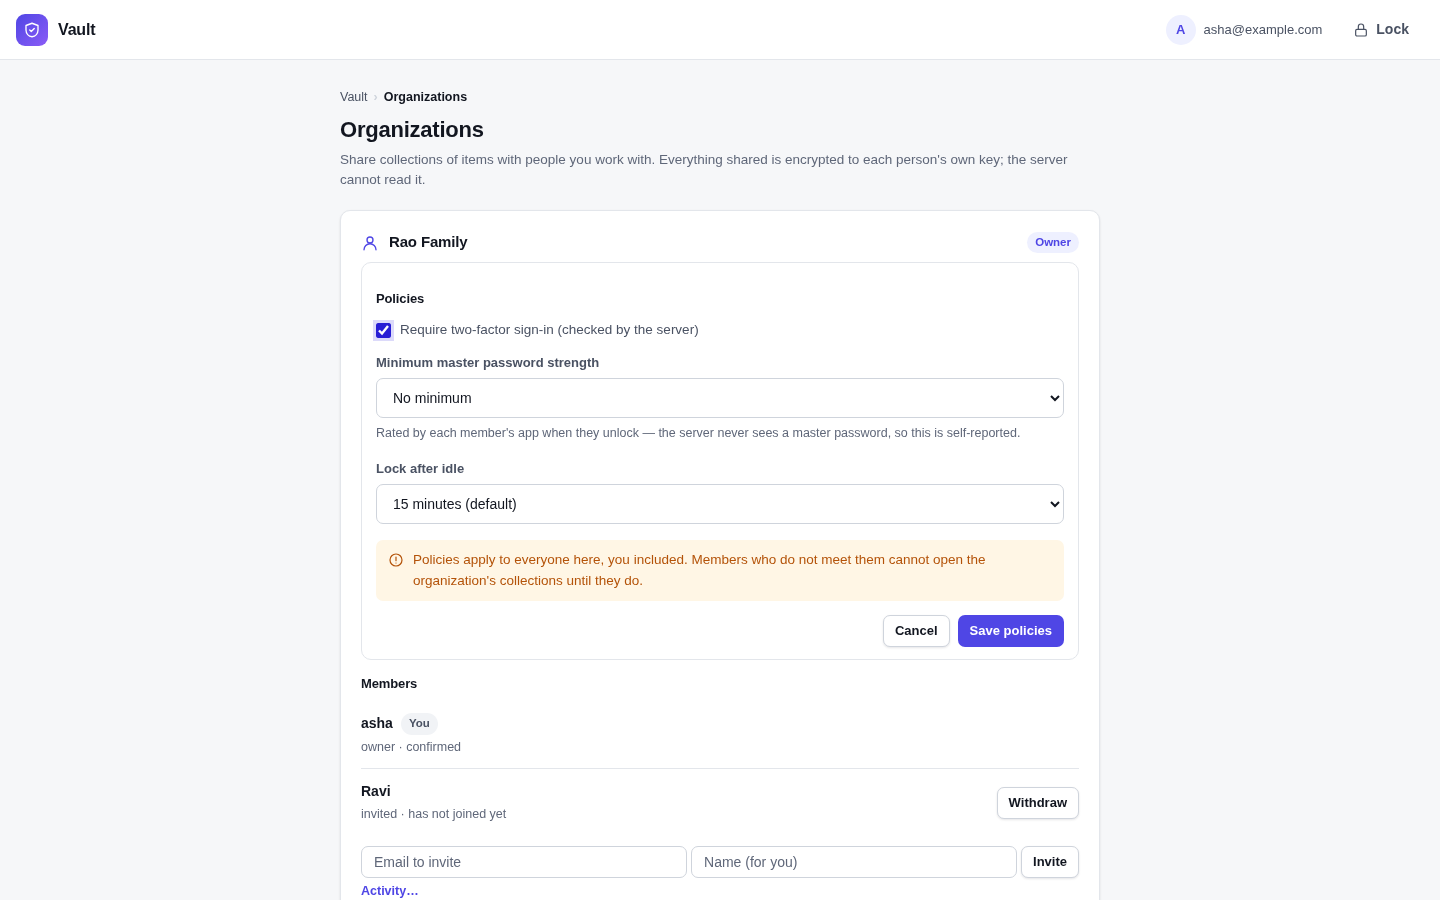 Vault
A
asha@example.com
Lock
Vault › Organizations
Organizations
Share collections of items with people you work with. Everything shared is encrypted to each person's own key; the server
cannot read it.
Rao Family
Owner
Policies
Require two-factor sign-in (checked by the server)
Minimum master password strength
No minimum
Rated by each member's app when they unlock — the server never sees a master password, so this is self-reported.
Lock after idle
15 minutes (default)
Policies apply to everyone here, you included. Members who do not meet them cannot open the
organization's collections until they do.
Cancel
Save policies
Members
asha You
owner · confirmed
Ravi
invited · has not joined yet
Withdraw
Email to invite
Name (for you)
Invite
Activity…